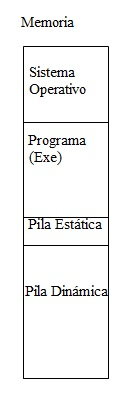 Memoria
Sistema
Operativo
Programa
(Exe)
Pila Estática
Pila Dinámica